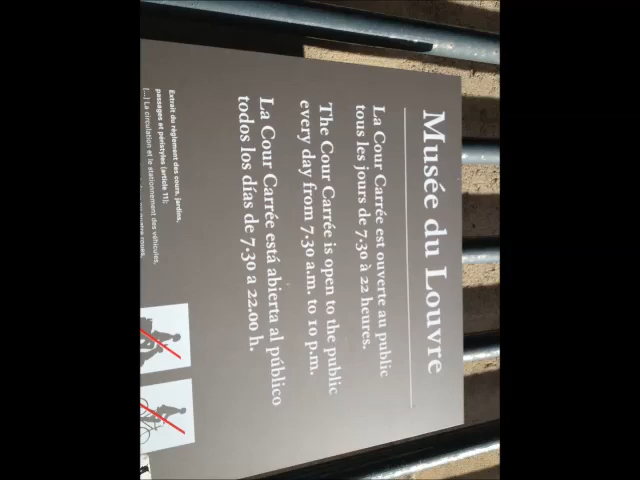 Musée du Louvre
La Cour Carrée est ouverte au public
tous les jours de 7.30 à 22 heures.
The Cour Carrée is open to the public
every day from 7.30 a.m. to 10 p.m.
La Cour Carrée está abierta al público
todos los días de 7.30 a 22.00 h.
Extrait du règlement des cours, jardins,
passages et péristyles (article 11):
[...] La circulation et le stationnement des véhicules,